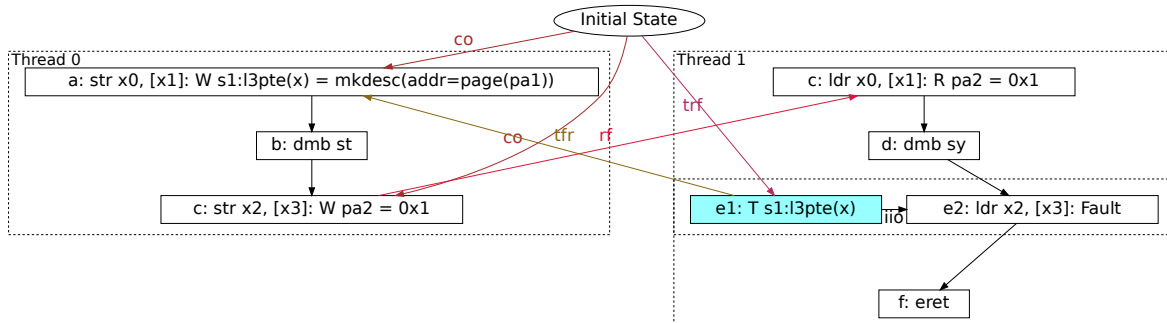 Initial State
co
Thread 0
Thread 1
a: str x0, [x1]: W s1:l3pte(x) = mkdesc(addr=page(pa1))
c: ldr x0, [x1]: R pa2 = 0x1
trf
co
tfr
rf
b: dmb st
d: dmb sy
c: str x2, [x3]: W pa2 = 0x1
e1: T s1:l3pte(x)
iio
e2: ldr x2, [x3]: Fault
f: eret